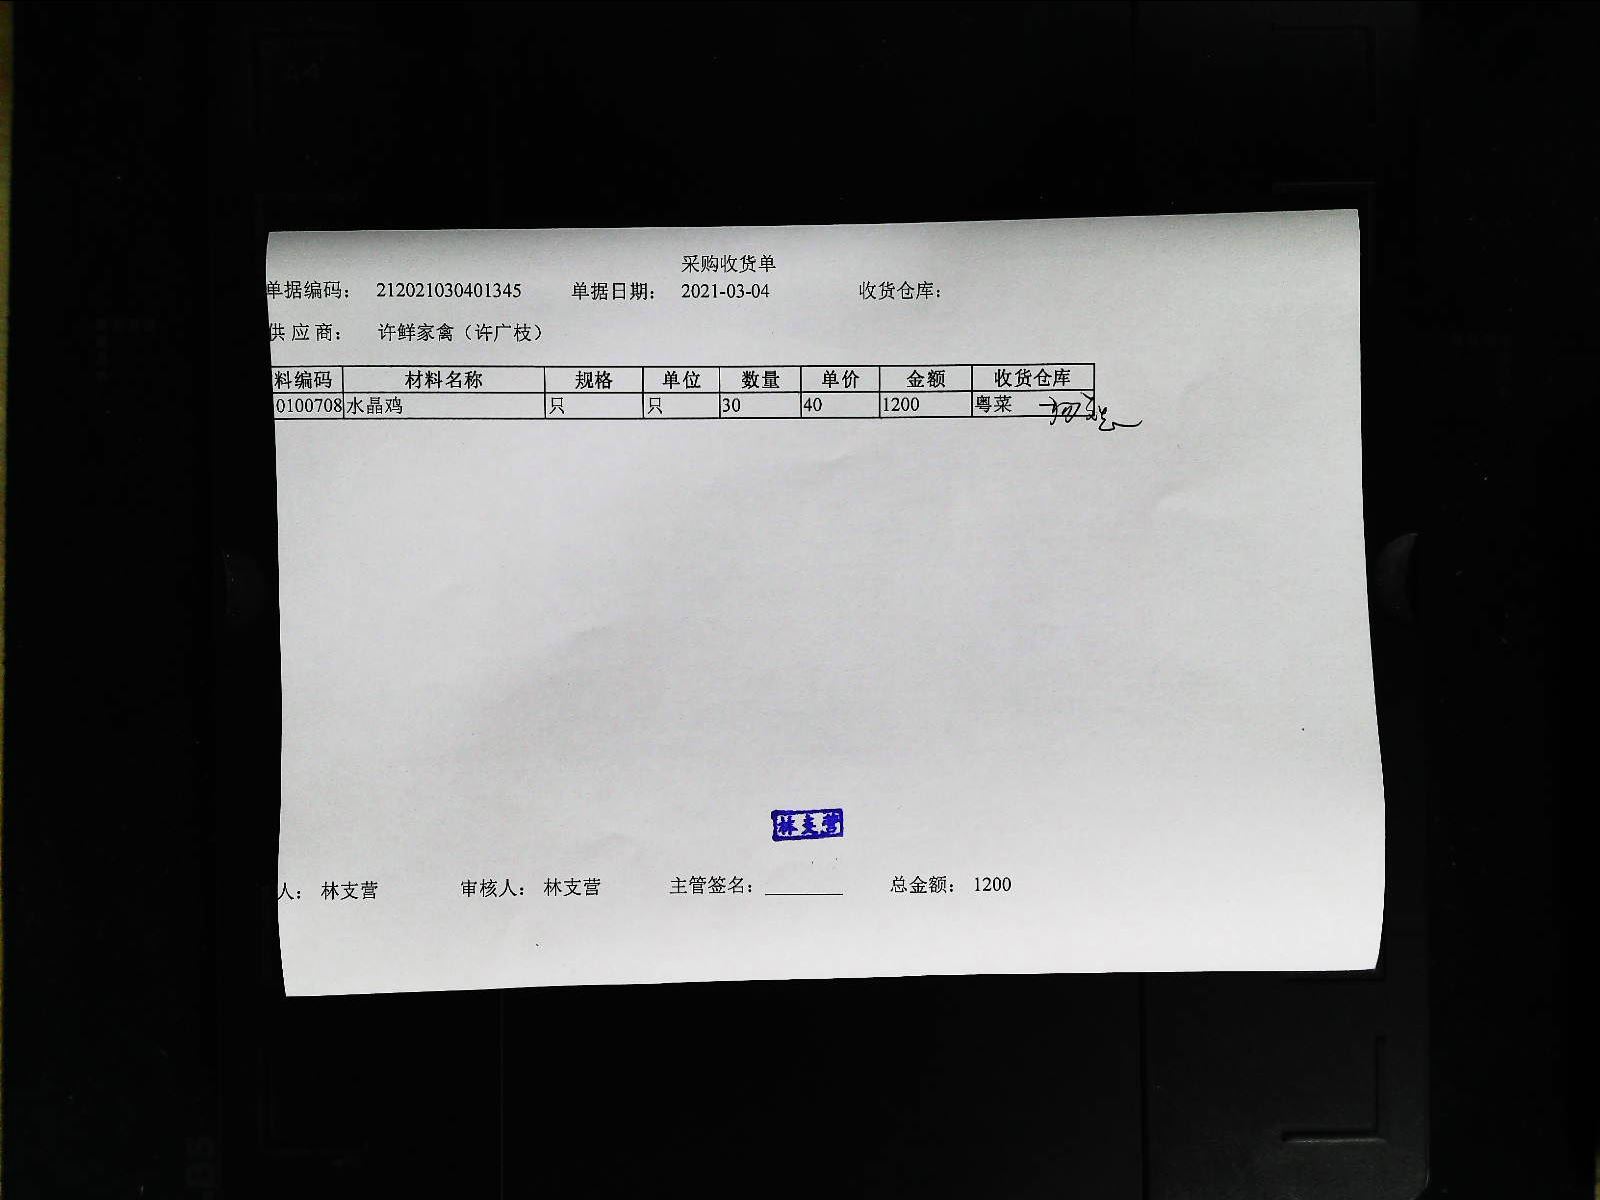 采购收货单
单据编码： 212021030401345 单据日期： 2021-03-04 收货仓库：
供 应 商： 许鲜家禽（许广枝）
料编码 材料名称 规格 单位 数量 单价 金额 收货仓库
0100708 水晶鸡 只 只 30 40 1200 粤菜
林支营
人： 林支营 审核人： 林支营 主管签名： 总金额： 1200